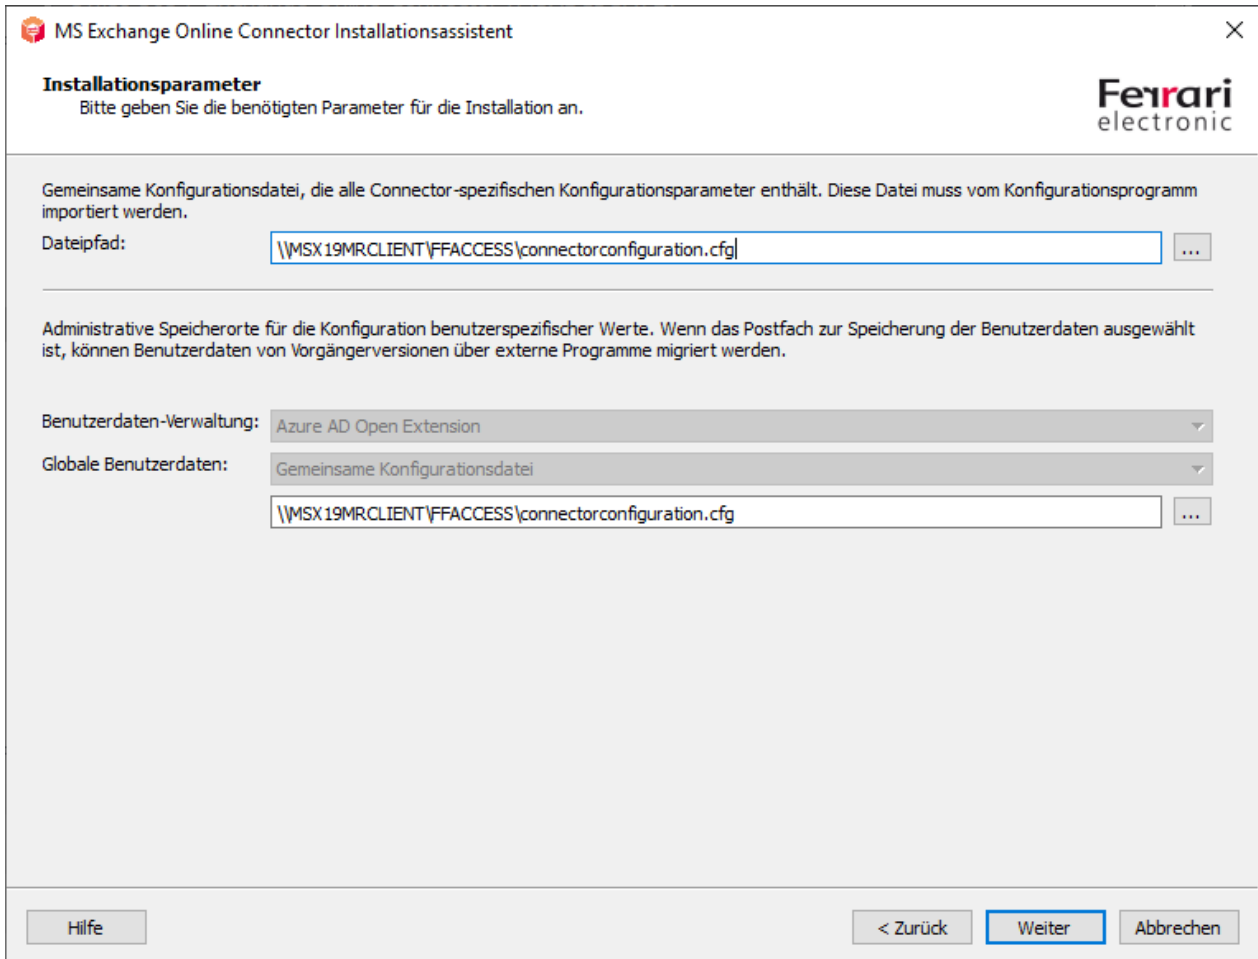 MS Exchange Online Connector Installationsassistent
Installationsparameter
Bitte geben Sie die benötigten Parameter für die Installation an.
Ferrari
electronic
Gemeinsame Konfigurationsdatei, die alle Connector-spezifischen Konfigurationsparameter enthält. Diese Datei muss vom Konfigurationsprogramm
importiert werden.
Dateipfad:
\\MSX19MRCLIENT\FFACCESS\connectorconfiguration.cfg
...
Administrative Speicherorte für die Konfiguration benutzerspezifischer Werte. Wenn das Postfach zur Speicherung der Benutzerdaten ausgewählt
ist, können Benutzerdaten von Vorgängerversionen über externe Programme migriert werden.
Benutzerdaten-Verwaltung:
Azure AD Open Extension
Globale Benutzerdaten:
Gemeinsame Konfigurationsdatei
\\MSX19MRCLIENT\FFACCESS\connectorconfiguration.cfg
...
Hilfe
< Zurück
Weiter
Abbrechen